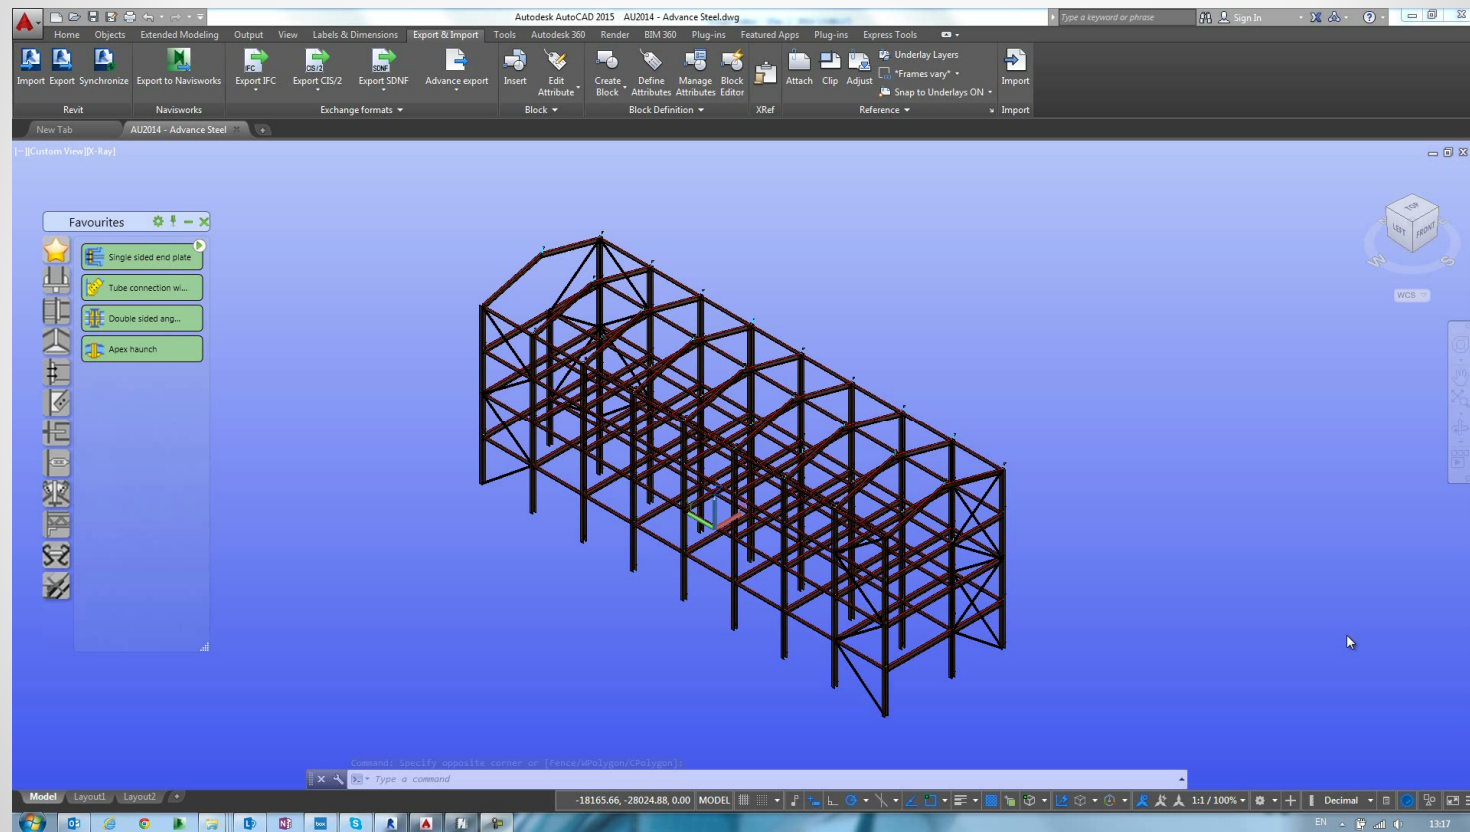 Autodesk AutoCAD 2015 AU2014 - Advance Steel.dwg
Type a keyword or phrase
Sign In
Home Objects Extended Modeling Output View Labels & Dimensions Export & Import Tools Autodesk 360 Render BIM 360 Plug-ins Featured Apps Plug-ins Express Tools
Import Export Synchronize Export to Navisworks Export IFC Export CIS/2 Export SDNF Advance export Insert Edit Attribute Create Block Define Attributes Manage Attributes Block Editor Attach Clip Adjust
Underlay Layers
*Frames vary*
Snap to Underlays ON
Import
Revit Navisworks Exchange formats Block Block Definition XRef Reference Import
New Tab AU2014 - Advance Steel
[−][Custom View][X-Ray]
TOP
LEFT FRONT
W S
WCS
Favourites
Single sided end plate
Tube connection wi...
Double sided ang...
Apex haunch
Command: Specify opposite corner or [Fence/WPolygon/CPolygon]:
Type a command
Model Layout1 Layout2 +
-18165.66, -28024.88, 0.00 MODEL 1:1 / 100% Decimal
EN 13:17